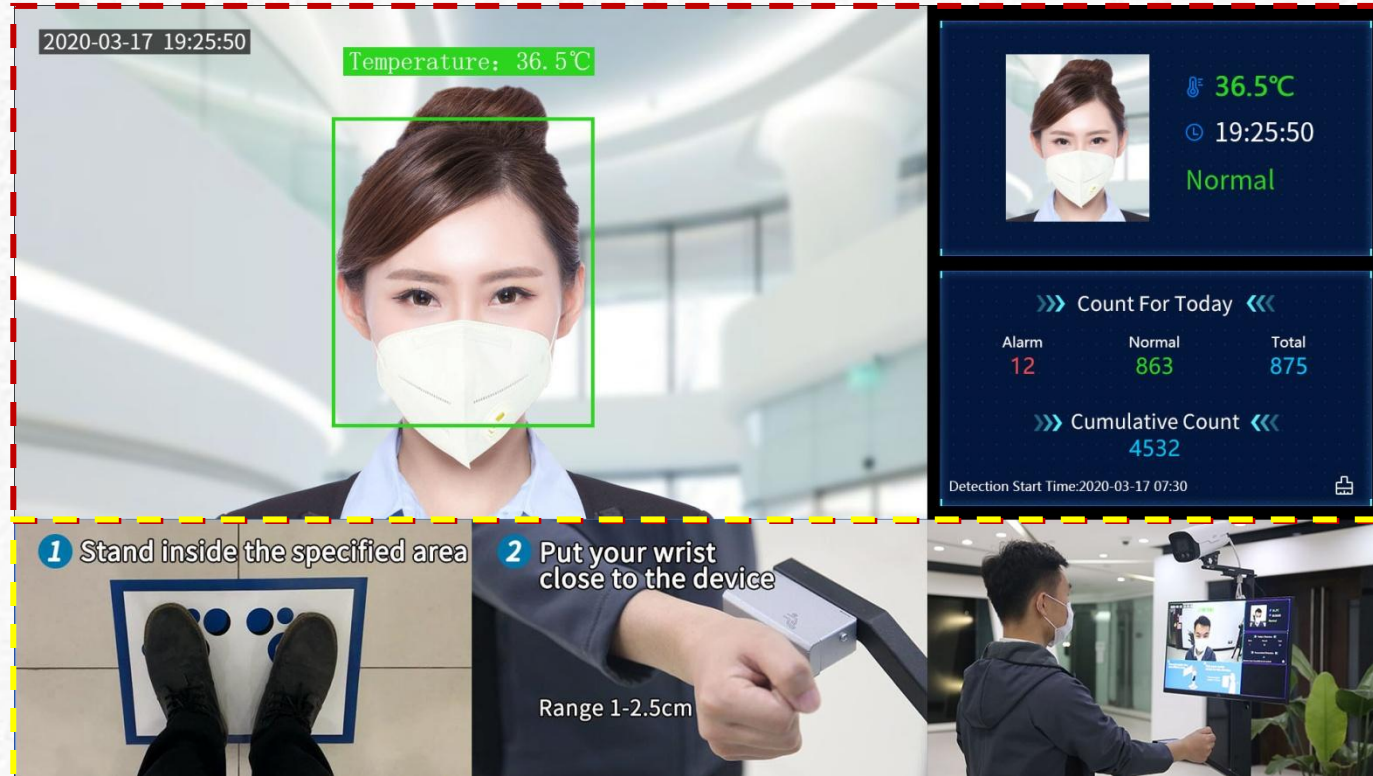 2020-03-17 19:25:50
Temperature: 36.5℃
36.5℃
19:25:50
Normal
Count For Today
Alarm
Normal
Total
12
863
875
Cumulative Count
4532
Detection Start Time:2020-03-17 07:30
1 Stand inside the specified area
2 Put your wrist
close to the device
Range 1-2.5cm